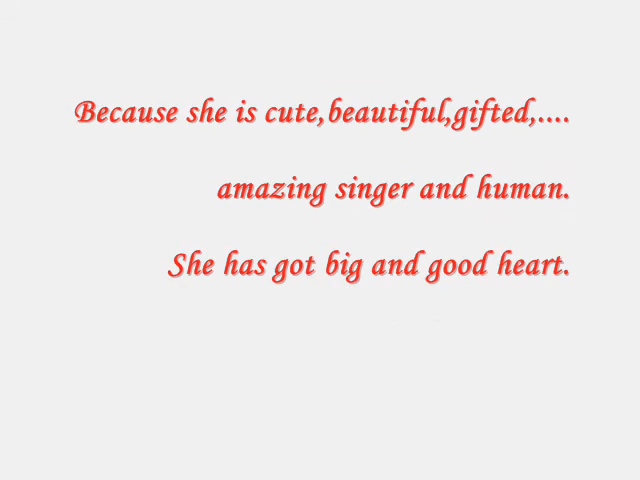 Because she is cute,beautiful,gifted,....
amazing singer and human.
She has got big and good heart.